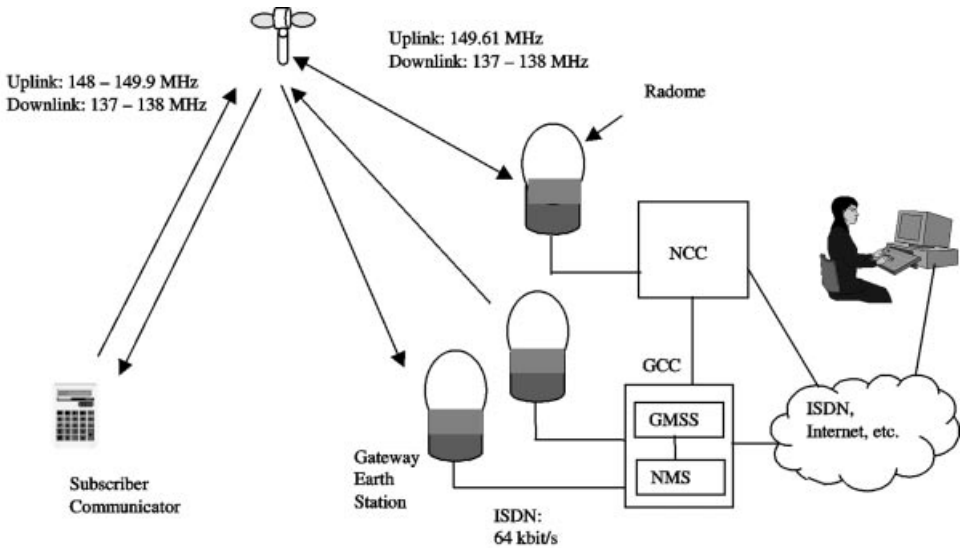 Uplink: 149.61 MHz
Downlink: 137 – 138 MHz
Uplink: 148 – 149.9 MHz
Downlink: 137 – 138 MHz
Radome
NCC
GCC
GMSS
NMS
ISDN,
Internet, etc.
Gateway
Earth
Station
Subscriber
Communicator
ISDN:
64 kbit/s